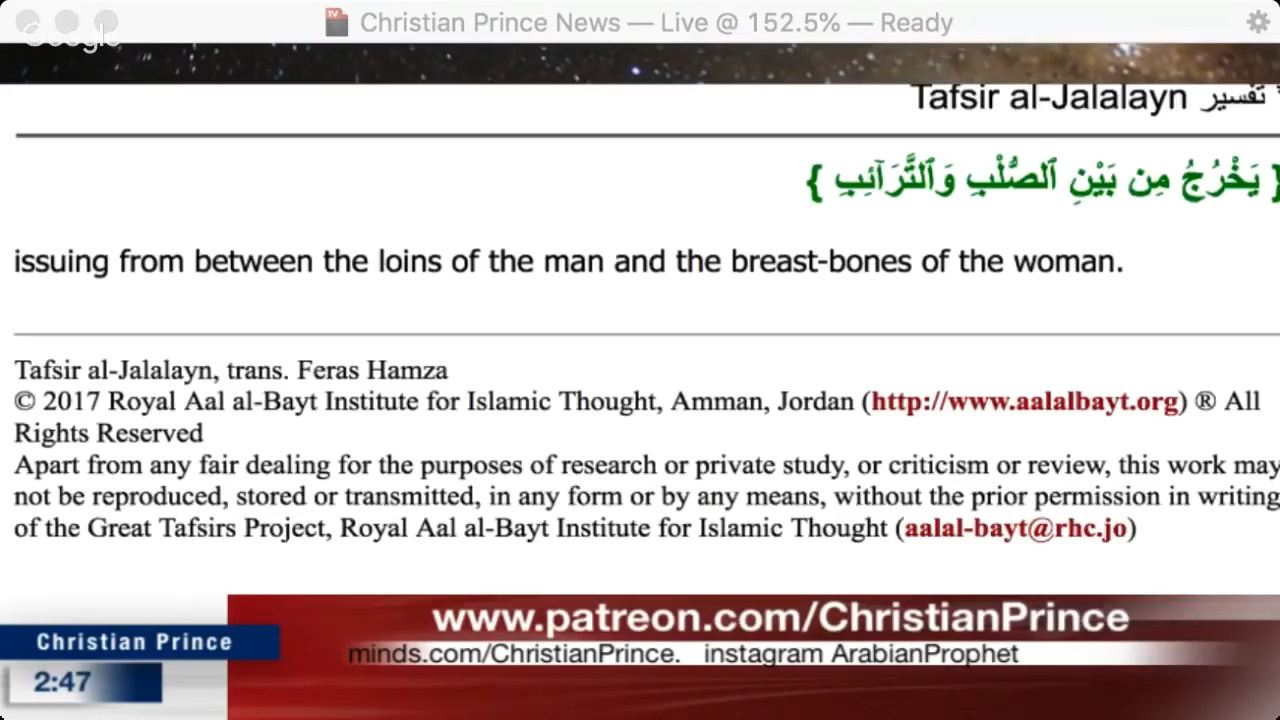 Christian Prince News — Live @ 152.5% — Ready
Google
Tafsir al-Jalalayn تفسير
{ يَخْرُجُ مِن بَيْنِ ٱلصُّلْبِ وَٱلتَّرَآئِبِ }
issuing from between the loins of the man and the breast-bones of the woman.
Tafsir al-Jalalayn, trans. Feras Hamza
© 2017 Royal Aal al-Bayt Institute for Islamic Thought, Amman, Jordan (http://www.aalalbayt.org) ® All
Rights Reserved
Apart from any fair dealing for the purposes of research or private study, or criticism or review, this work may
not be reproduced, stored or transmitted, in any form or by any means, without the prior permission in writing
of the Great Tafsirs Project, Royal Aal al-Bayt Institute for Islamic Thought (aalal-bayt@rhc.jo)
www.patreon.com/ChristianPrince
Christian Prince
minds.com/ChristianPrince. instagram ArabianProphet
2:47